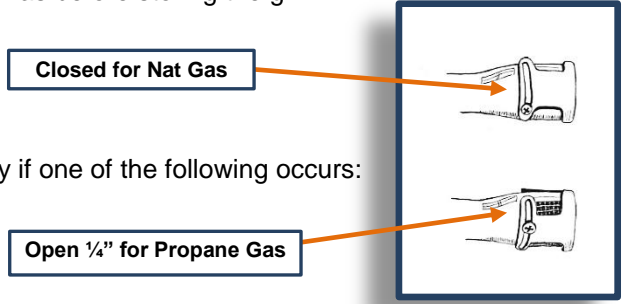 Closed for Nat Gas
if one of the following occurs:
Open ¼” for Propane Gas